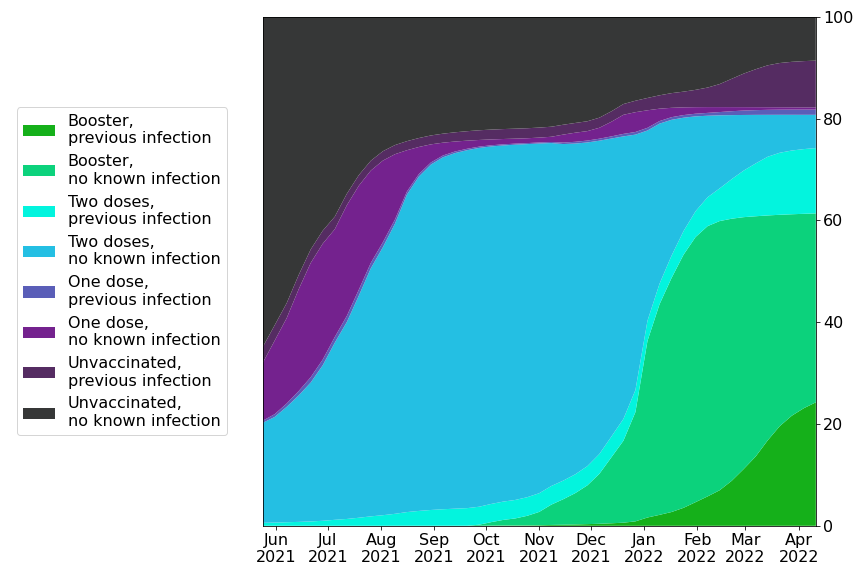 Booster,
previous infection
Booster,
no known infection
Two doses,
previous infection
Two doses,
no known infection
One dose,
previous infection
One dose,
no known infection
Unvaccinated,
previous infection
Unvaccinated,
no known infection
100
80
60
40
20
0
Jun Jul Aug Sep Oct Nov Dec Jan Feb Mar Apr
2021 2021 2021 2021 2021 2021 2021 2022 2022 2022 2022